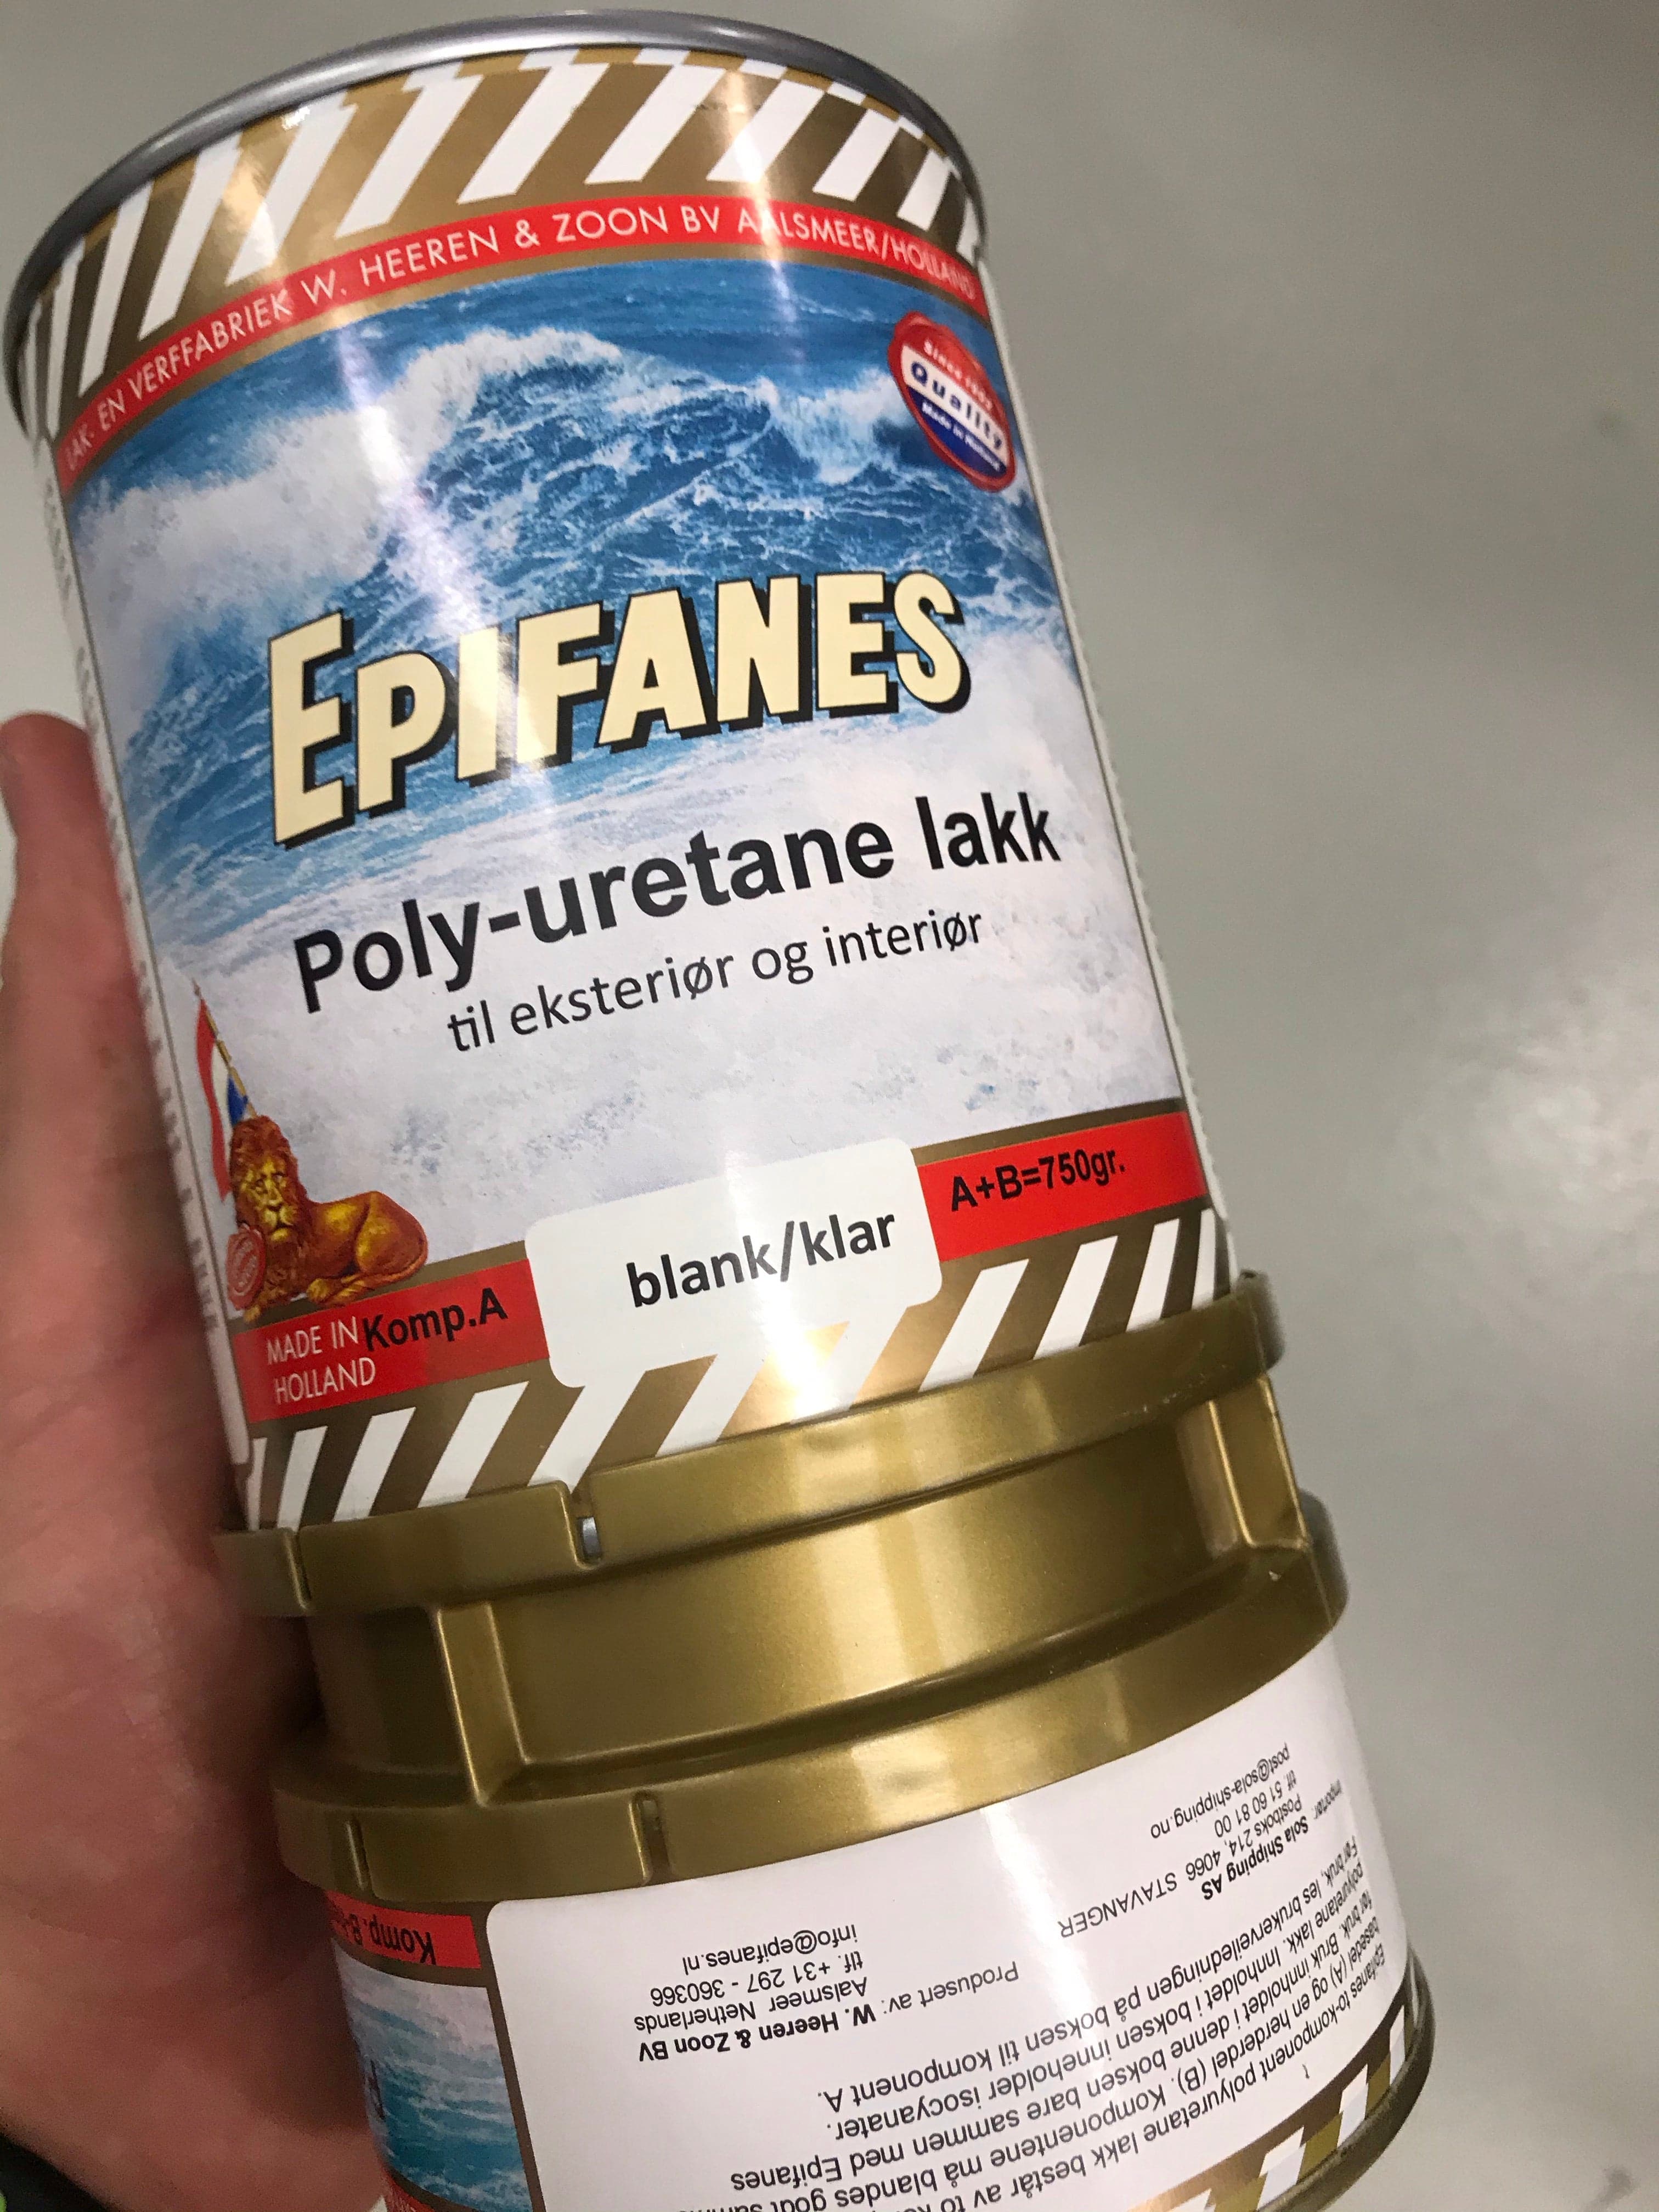 LAK- EN VERFFABRIEK W. HEEREN & ZOON BV AALSMEER/HOLLAND
Since 1902
Quality
Made in Holland
EPIFANES
Poly-uretane lakk
til eksteriør og interiør
blank/klar
A+B=750gr.
MADE IN
HOLLAND
Komp.A
Komp.B
Epifanes to-komponent polyuretane lakk består av to
basedel (A) og en herderdel (B). Komponentene må blandes godt
før bruk. Bruk innholdet i denne boksen bare sammen med Epifanes
polyuretane lakk. Innholdet i boksen inneholder isocyanater.
Før bruk, les brukerveiledningen på boksen til komponent A.
Importør:
Sola Shipping AS
Postboks 214, 4066 STAVANGER
tlf. 51 60 81 00
post@sola-shipping.no
Produsert av: W. Heeren & Zoon BV
Aalsmeer Netherlands
tlf. +31 297 - 360366
info@epifanes.nl